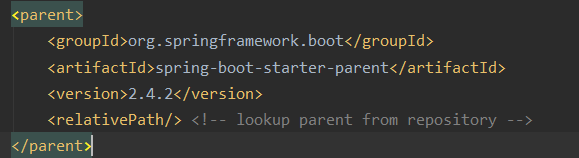 <parent>
    <groupId>org.springframework.boot</groupId>
    <artifactId>spring-boot-starter-parent</artifactId>
    <version>2.4.2</version>
    <relativePath/> <!-- lookup parent from repository -->
</parent>